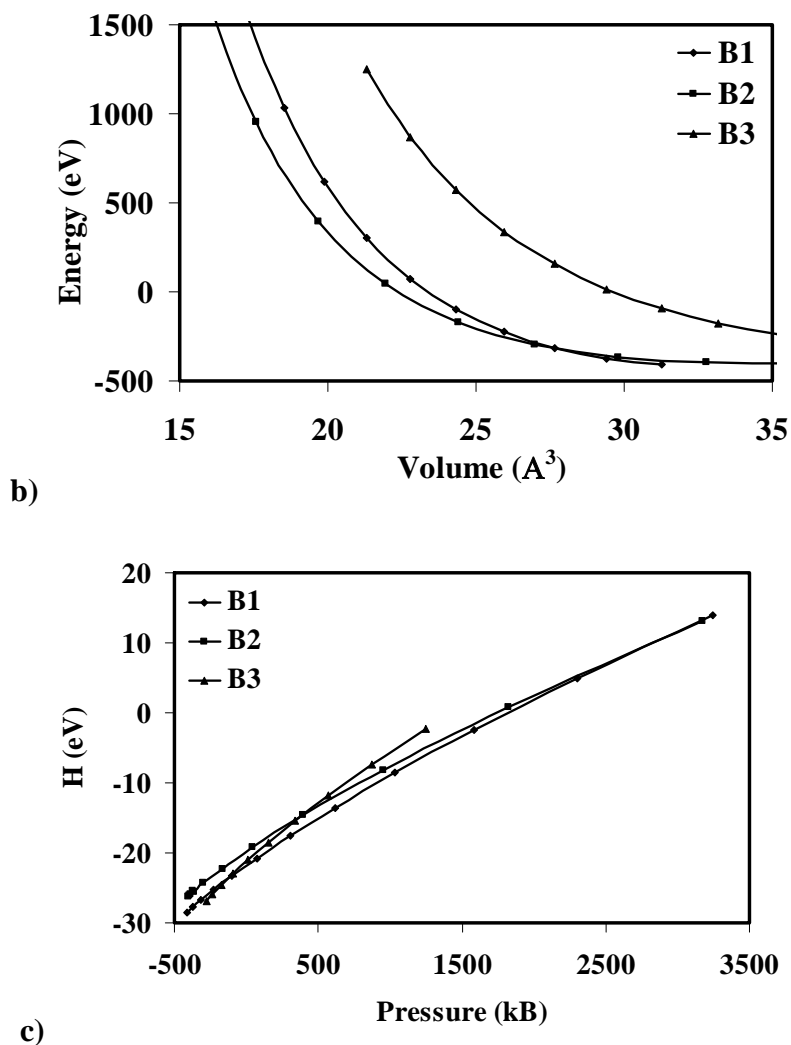 1500
1000
500
0
-500
Energy (eV)
B1
B2
B3
15 20 25 30 35
Volume (A³)
b)
20
10
0
-10
-20
-30
H (eV)
B1
B2
B3
-500 500 1500 2500 3500
Pressure (kB)
c)